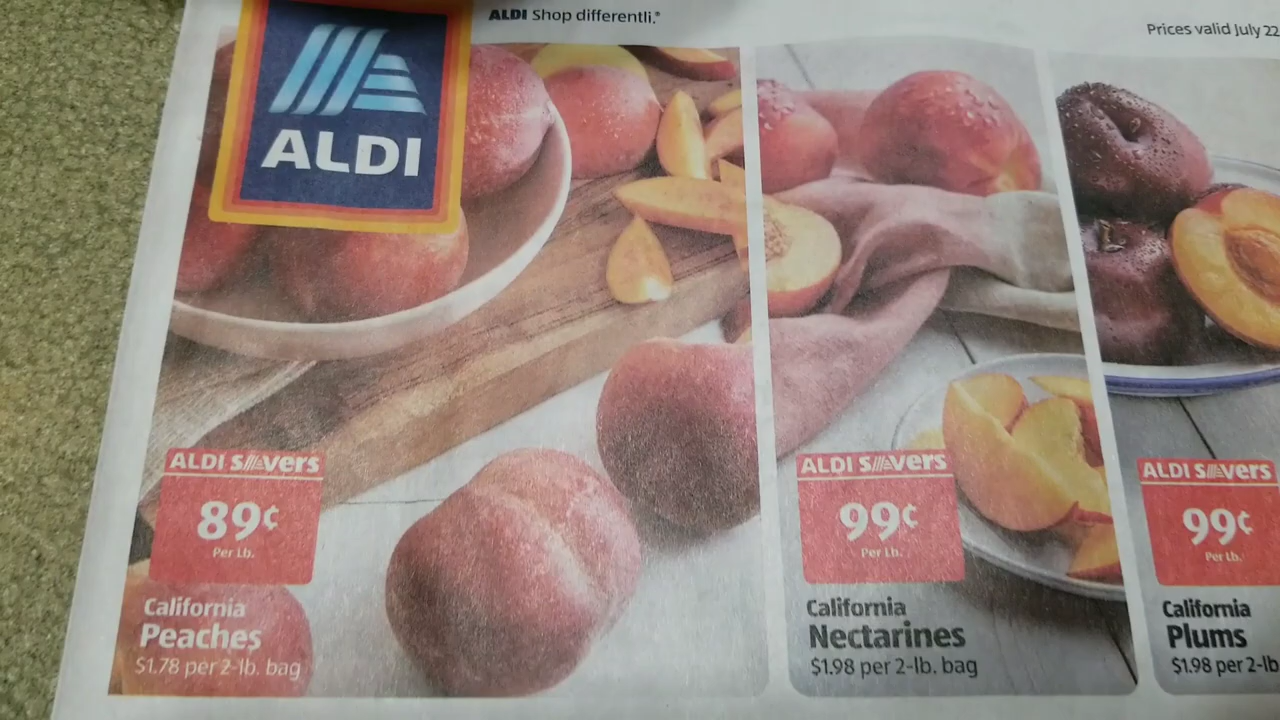 ALDI Shop differentli.®
Prices valid July 22
ALDI
ALDI SAvers
89¢
Per Lb.
California
Peaches
$1.78 per 2-lb. bag
ALDI SAvers
99¢
Per Lb.
California
Nectarines
$1.98 per 2-lb. bag
ALDI SAvers
99¢
Per Lb.
California
Plums
$1.98 per 2-lb